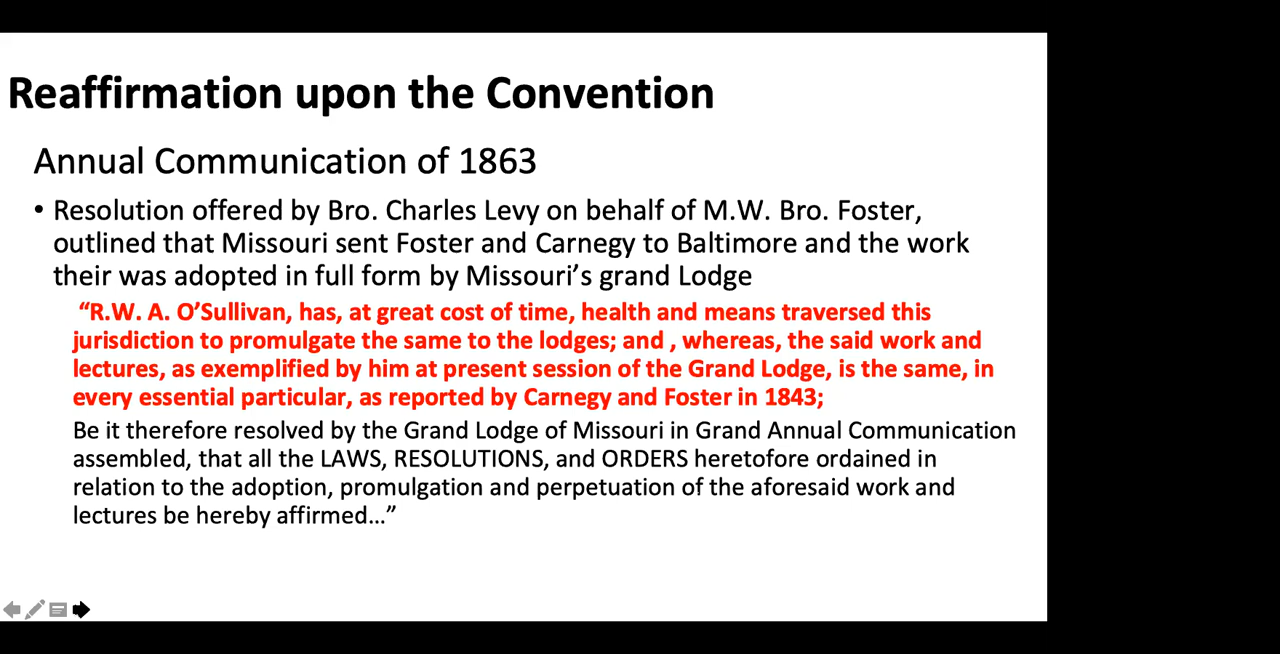 Reaffirmation upon the Convention
Annual Communication of 1863
• Resolution offered by Bro. Charles Levy on behalf of M.W. Bro. Foster,
outlined that Missouri sent Foster and Carnegy to Baltimore and the work
their was adopted in full form by Missouri’s grand Lodge
“R.W. A. O’Sullivan, has, at great cost of time, health and means traversed this
jurisdiction to promulgate the same to the lodges; and , whereas, the said work and
lectures, as exemplified by him at present session of the Grand Lodge, is the same, in
every essential particular, as reported by Carnegy and Foster in 1843;
Be it therefore resolved by the Grand Lodge of Missouri in Grand Annual Communication
assembled, that all the LAWS, RESOLUTIONS, and ORDERS heretofore ordained in
relation to the adoption, promulgation and perpetuation of the aforesaid work and
lectures be hereby affirmed…”